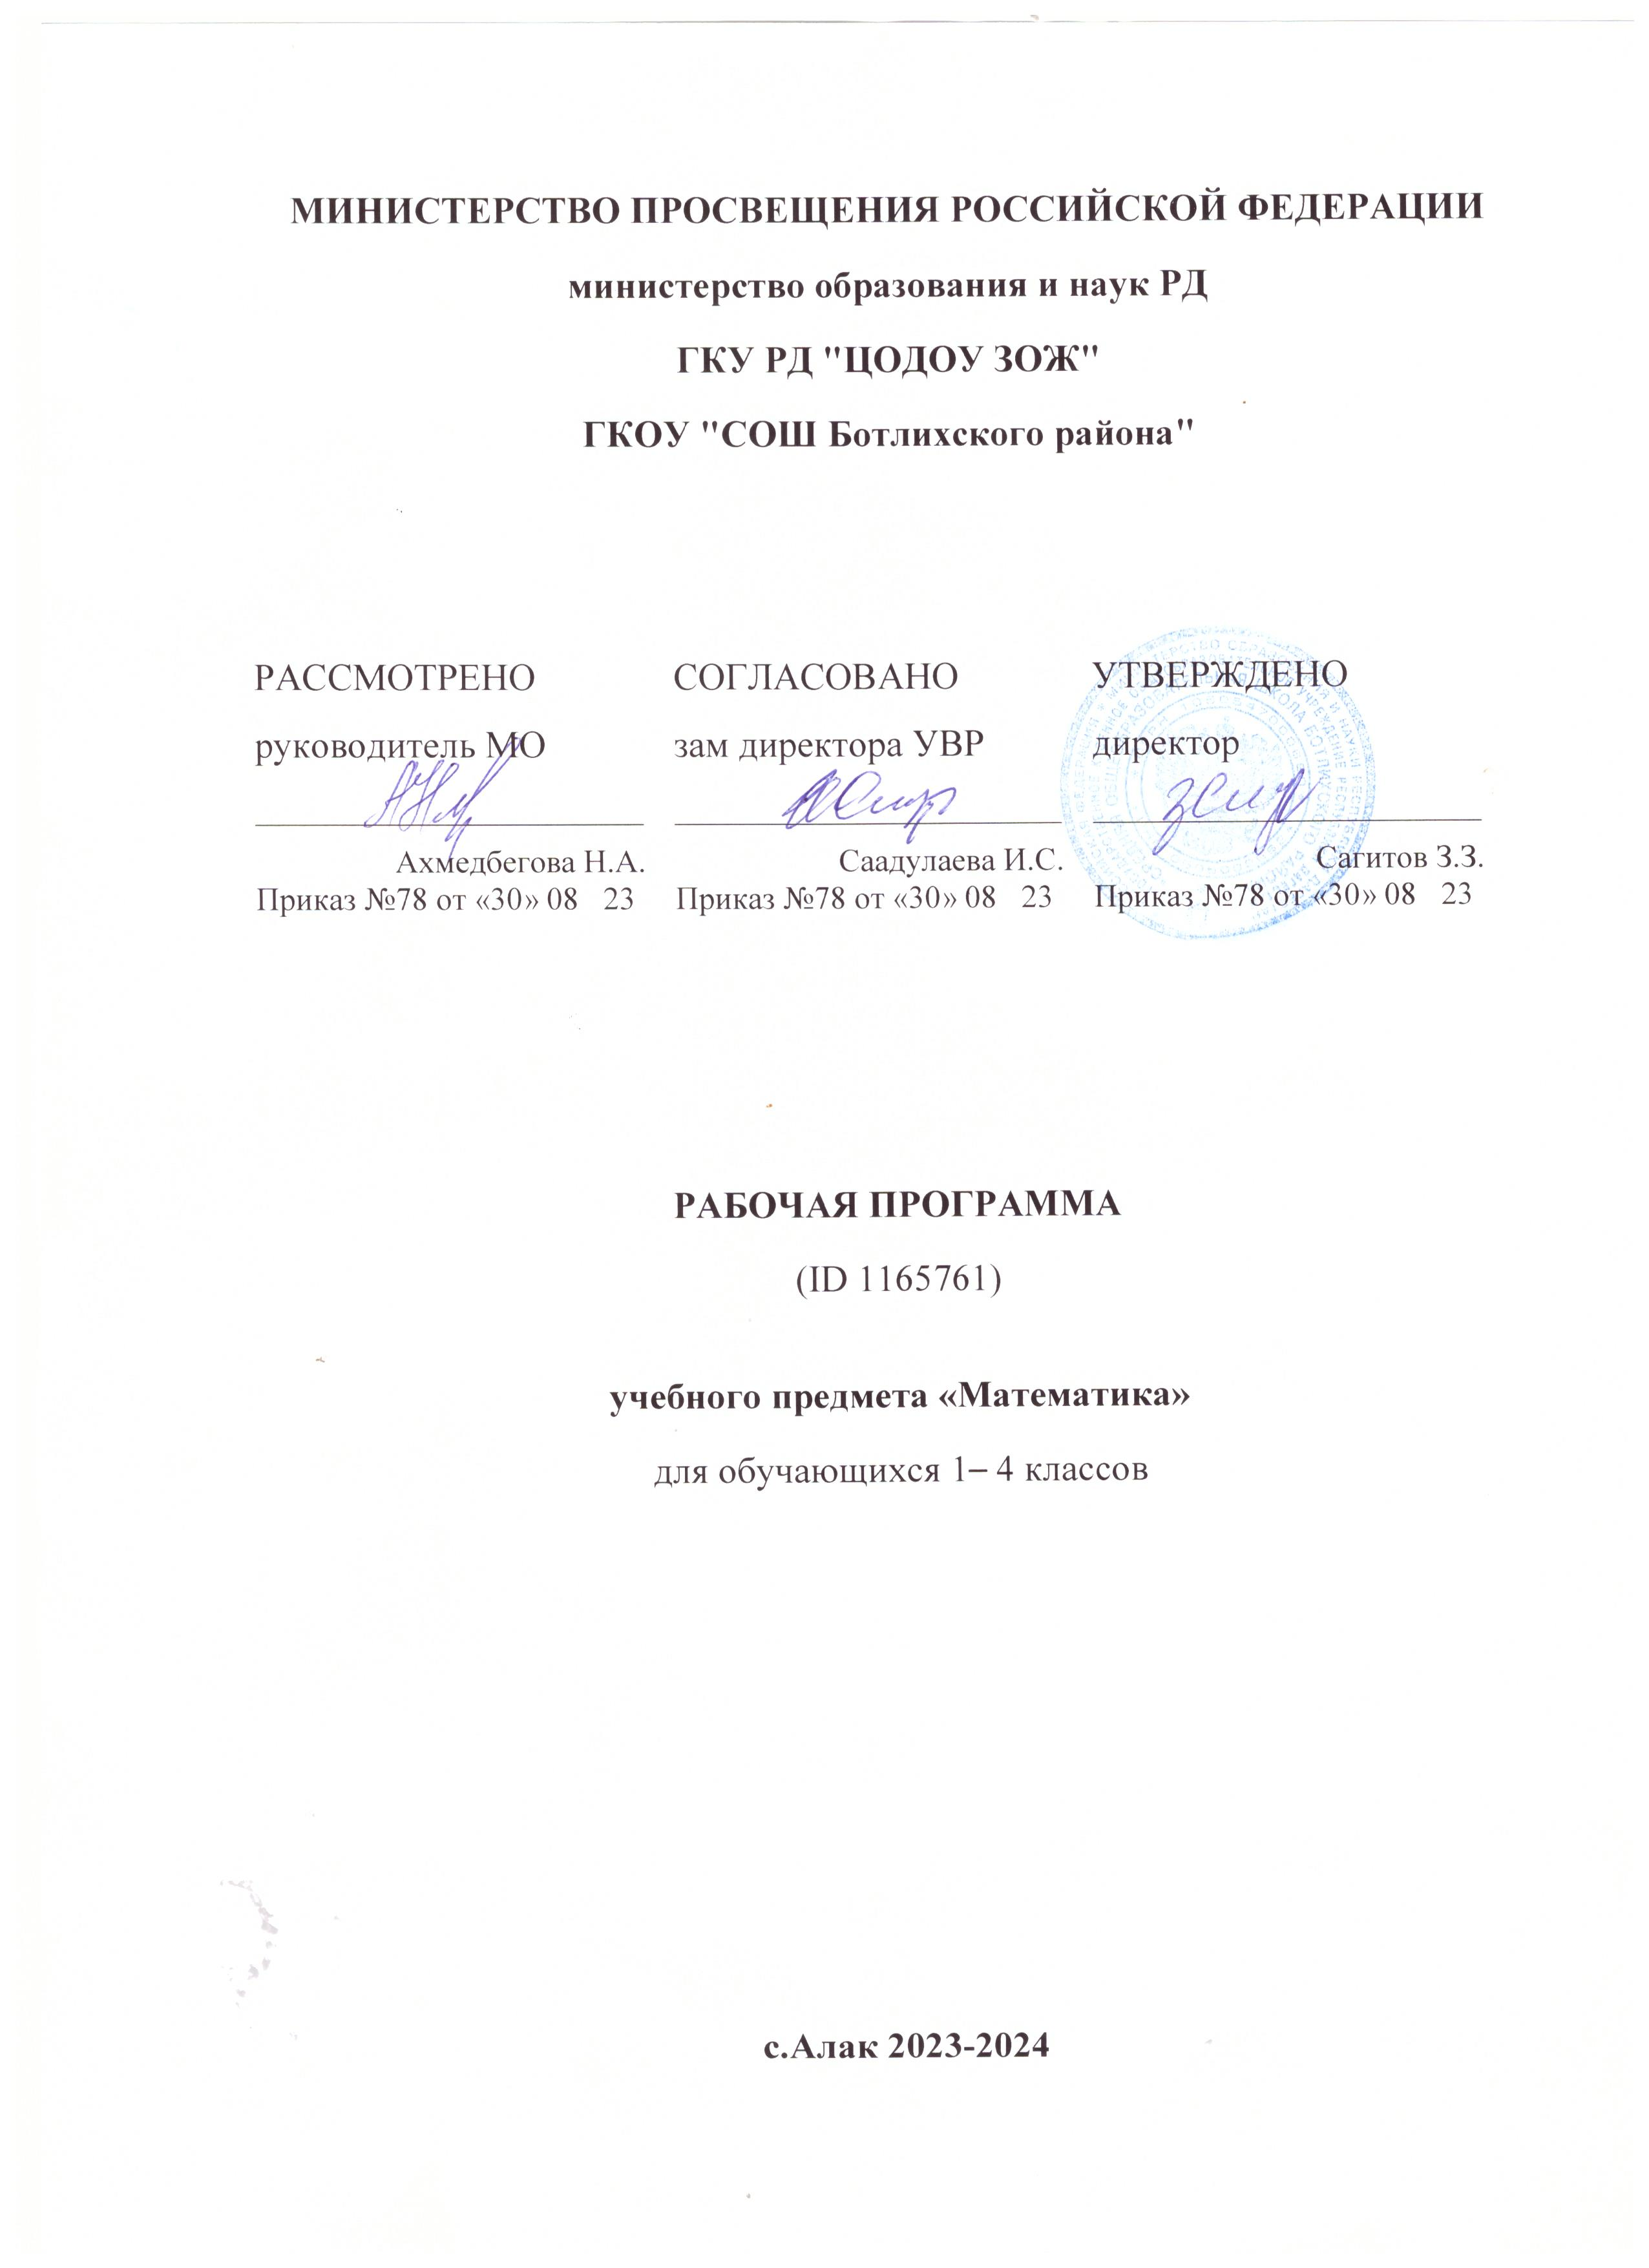 МИНИСТЕРСТВО ПРОСВЕЩЕНИЯ РОССИЙСКОЙ ФЕДЕРАЦИИ
министерство образования и наук РД
ГКУ РД "ЦОДОУ ЗОЖ"
ГКОУ "СОШ Ботлихского района"
РАССМОТРЕНО
руководитель МО
Ахмедбегова Н.А.
Приказ №78 от «30» 08 23
СОГЛАСОВАНО
зам директора УВР
Саадулаева И.С.
Приказ №78 от «30» 08 23
УТВЕРЖДЕНО
директор
Сагитов З.З.
Приказ №78 от «30» 08 23
РАБОЧАЯ ПРОГРАММА
(ID 1165761)
учебного предмета «Математика»
для обучающихся 1– 4 классов
с.Алак 2023-2024